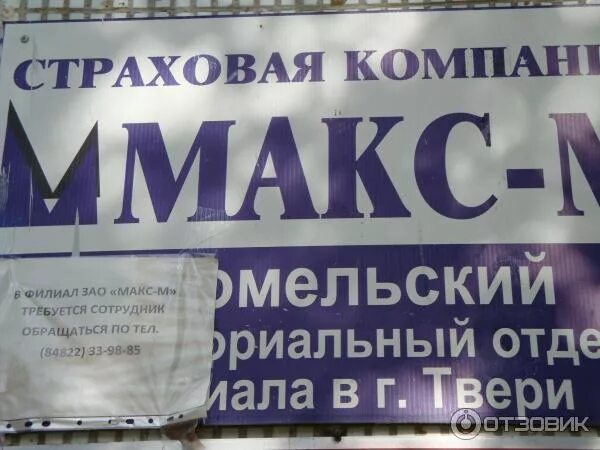 СТРАХОВАЯ КОМПАНИ
МАКС-М
омельский
ориальный отде
иала в г. Твери
В ФИЛИАЛ ЗАО «МАКС-М»
ТРЕБУЕТСЯ СОТРУДНИК
ОБРАЩАТЬСЯ ПО ТЕЛ.
(84822) 33-98-85
ОТЗОВИК